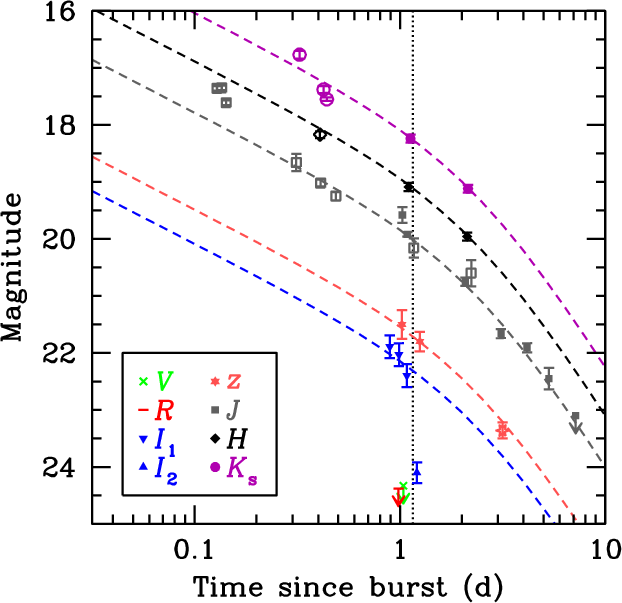 16
18
20
22
24
Magnitude
V z
R J
I1 H
I2 Ks
0.1 1 10
Time since burst (d)